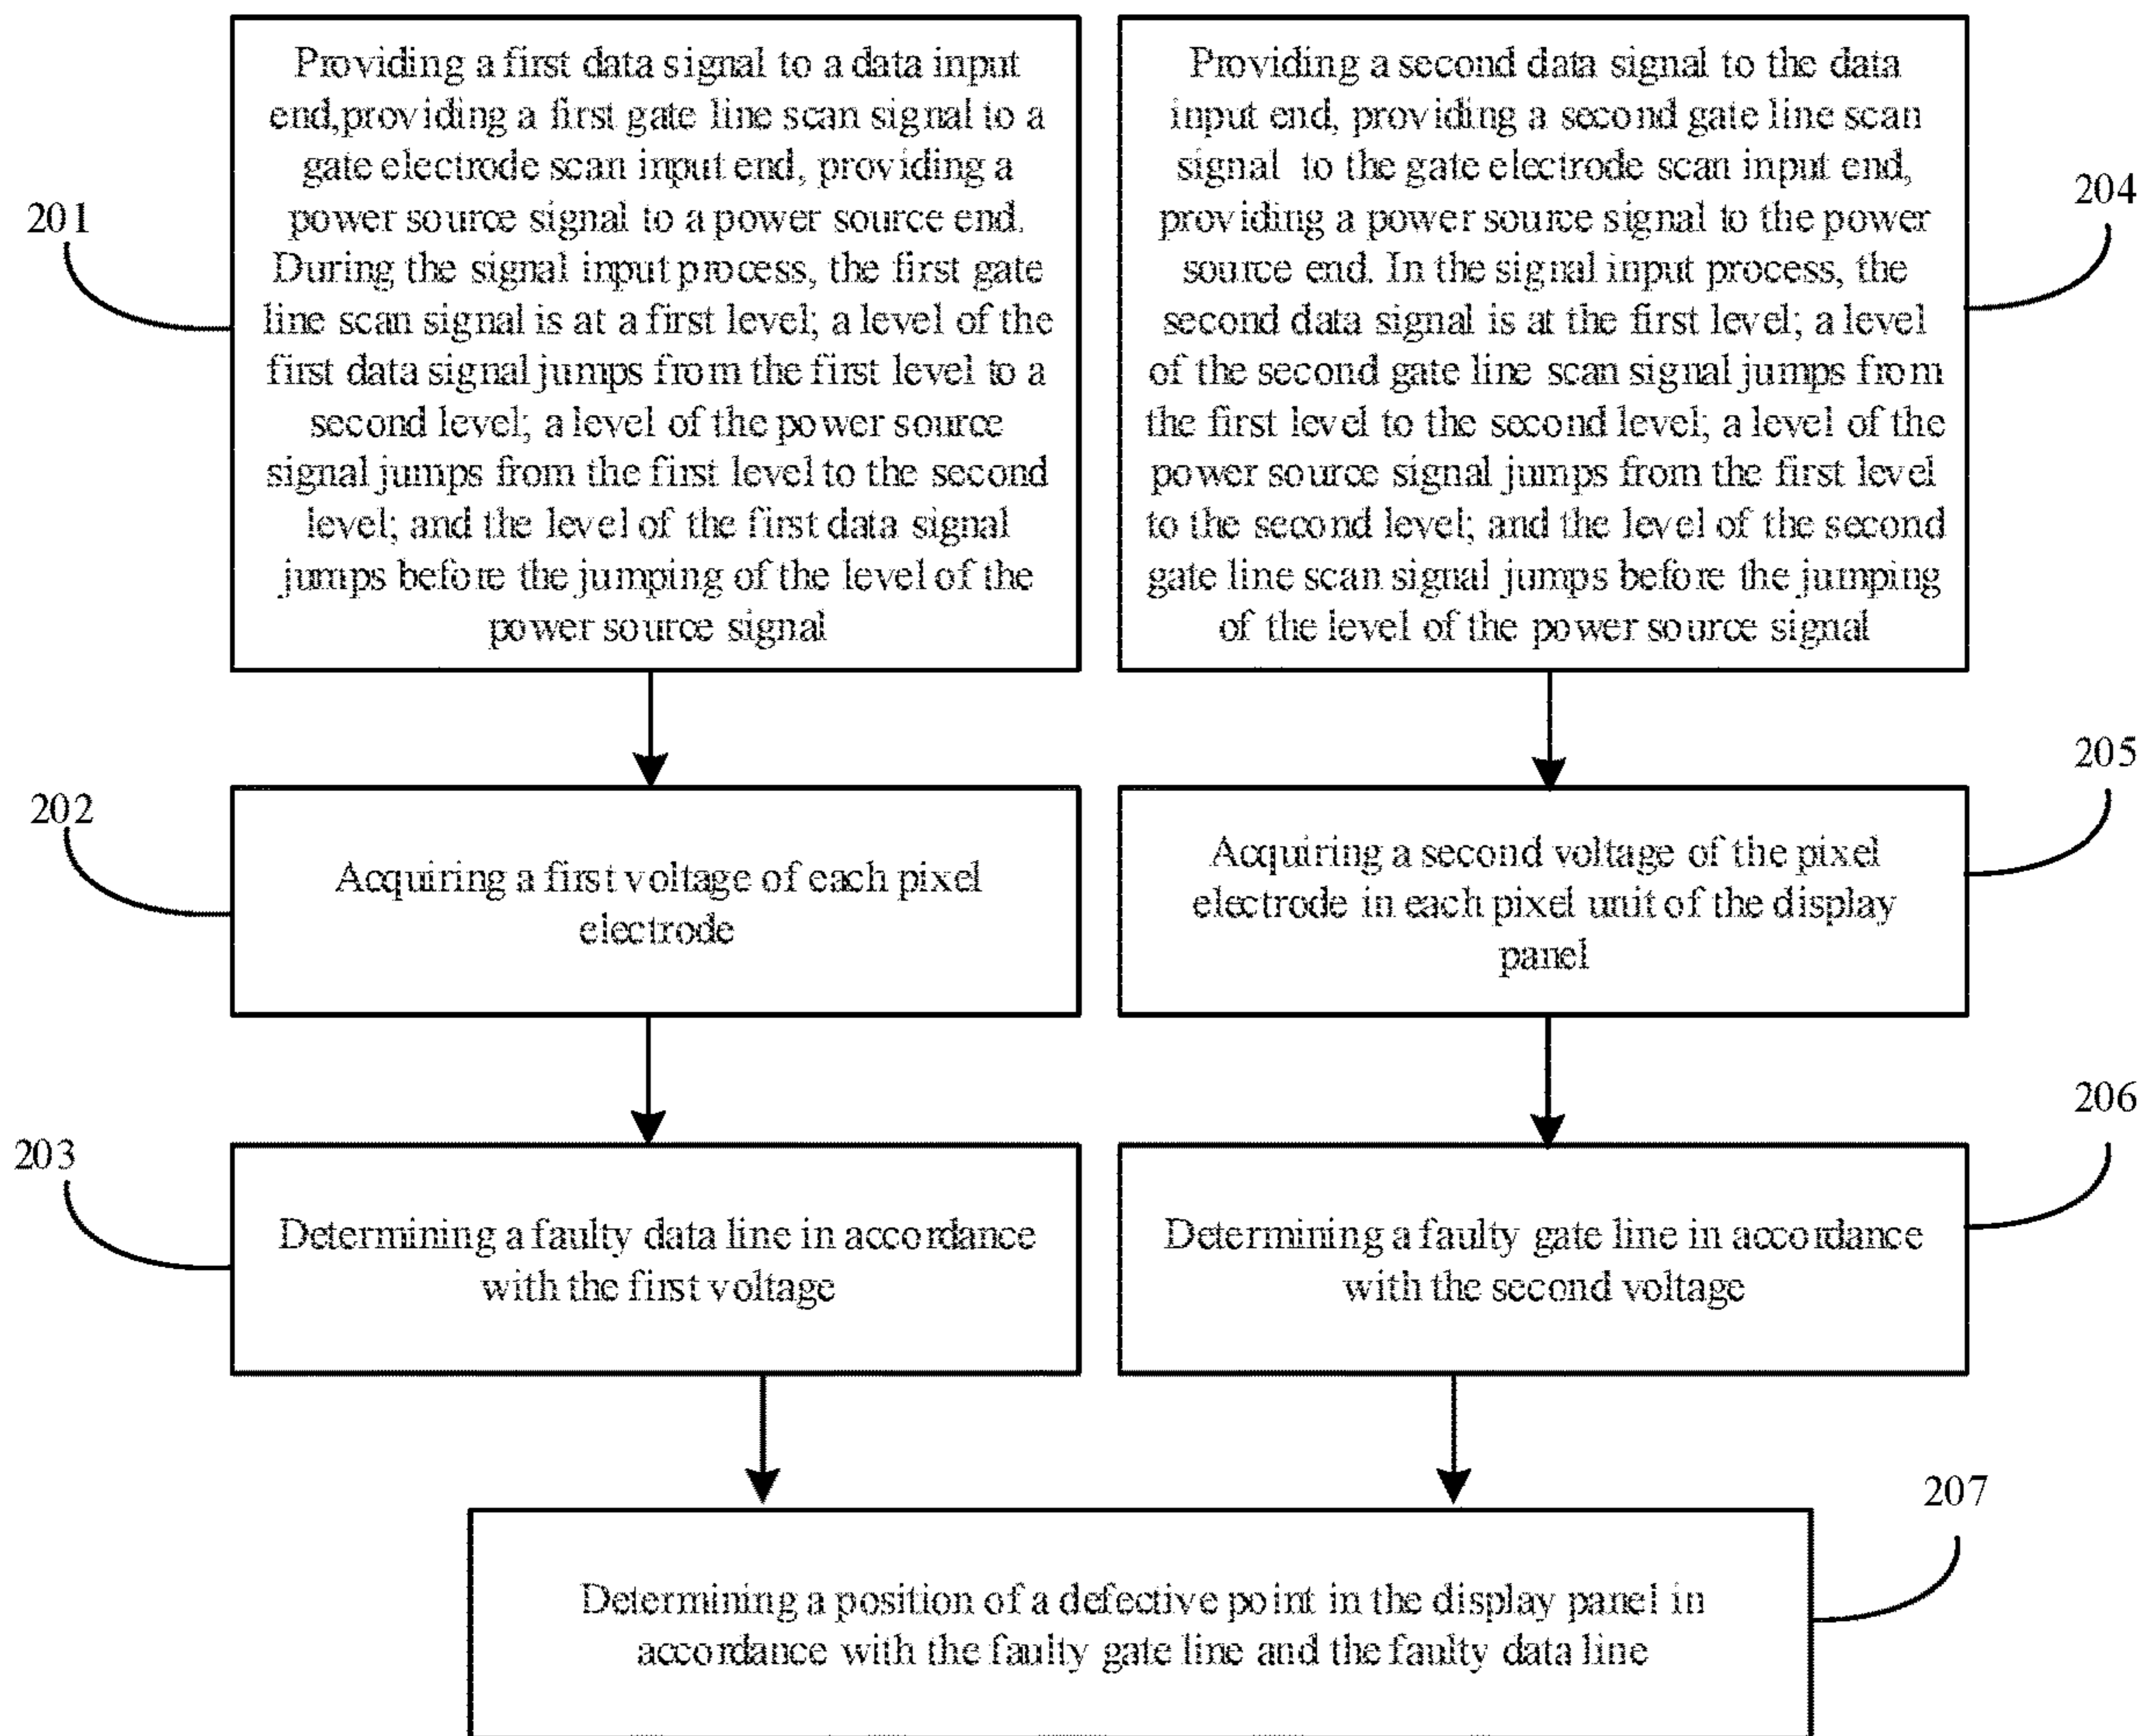 201
Providing a first data signal to a data input
end,providing a first gate line scan signal to a
gate electrode scan input end, providing a
power source signal to a power source end.
During the signal input process, the first gate
line scan signal is at a first level; a level of the
first data signal jumps from the first level to a
second level; a level of the power source
signal jumps from the first level to the second
level; and the level of the first data signal
jumps before the jumping of the level of the
power source signal
Providing a second data signal to the data
input end, providing a second gate line scan
signal to the gate electrode scan input end,
providing a power source signal to the power
source end. In the signal input process, the
second data signal is at the first level; a level
of the second gate line scan signal jumps from
the first level to the second level; a level of the
power source signal jumps from the first level
to the second level; and the level of the second
gate line scan signal jumps before the jumping
of the level of the power source signal
204
202
Acquiring a first voltage of each pixel
electrode
Acquiring a second voltage of the pixel
electrode in each pixel unit of the display
panel
205
203
Determining a faulty data line in accordance
with the first voltage
Determining a faulty gate line in accordance
with the second voltage
206
Determining a position of a defective point in the display panel in
accordance with the faulty gate line and the faulty data line
207